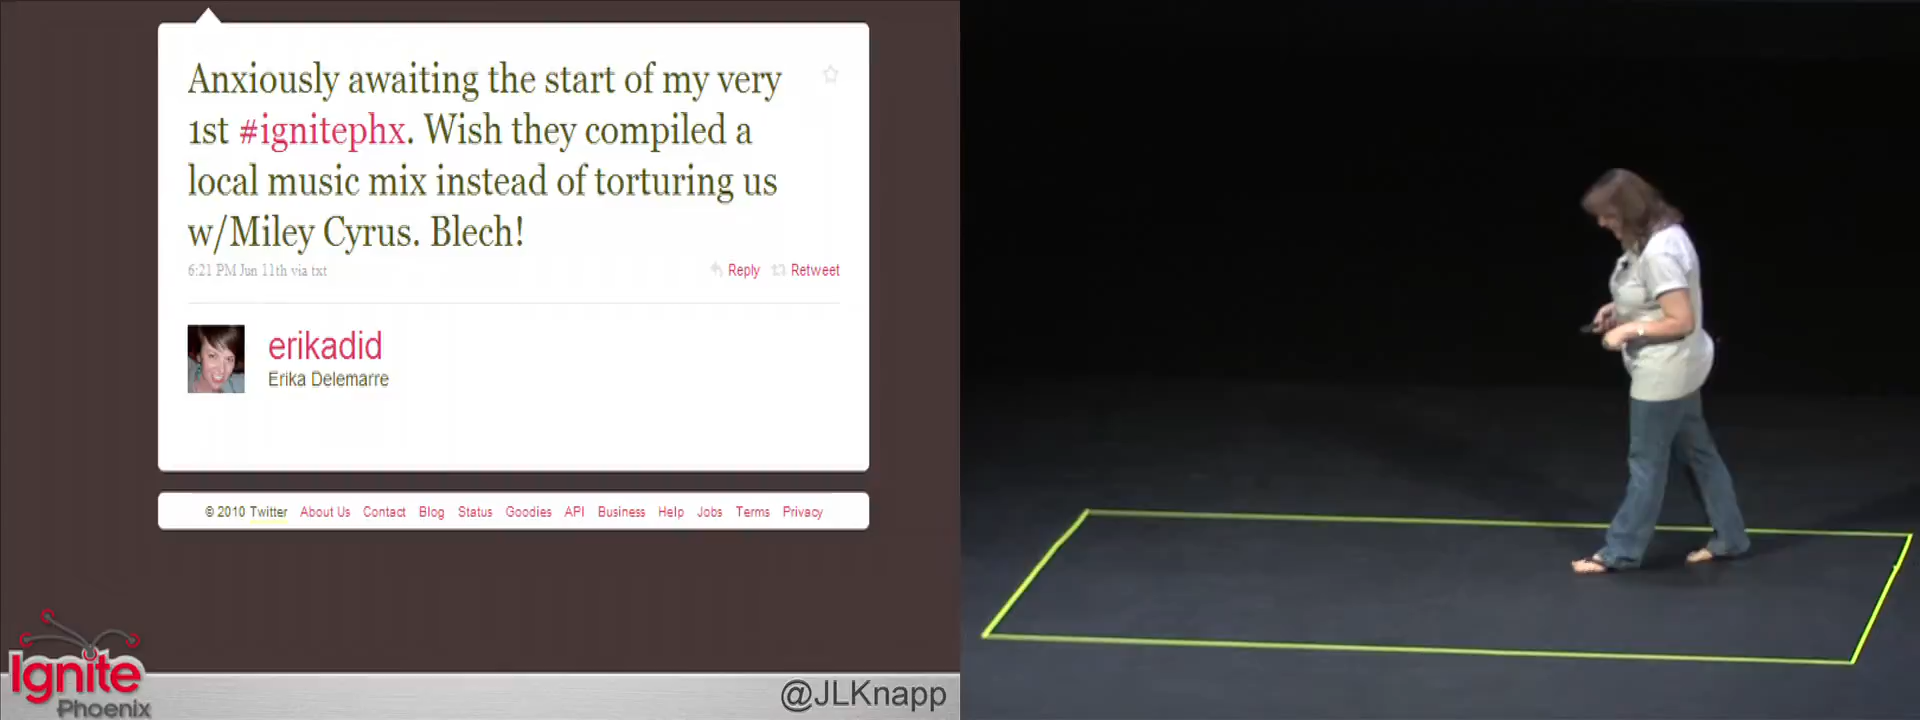 Anxiously awaiting the start of my very
1st #ignitephx. Wish they compiled a
local music mix instead of torturing us
w/Miley Cyrus. Blech!
6:21 PM Jun 11th via txt
Reply Retweet
erikadid
Erika Delemarre
© 2010 Twitter About Us Contact Blog Status Goodies API Business Help Jobs Terms Privacy
Ignite
Phoenix
@JLKnapp